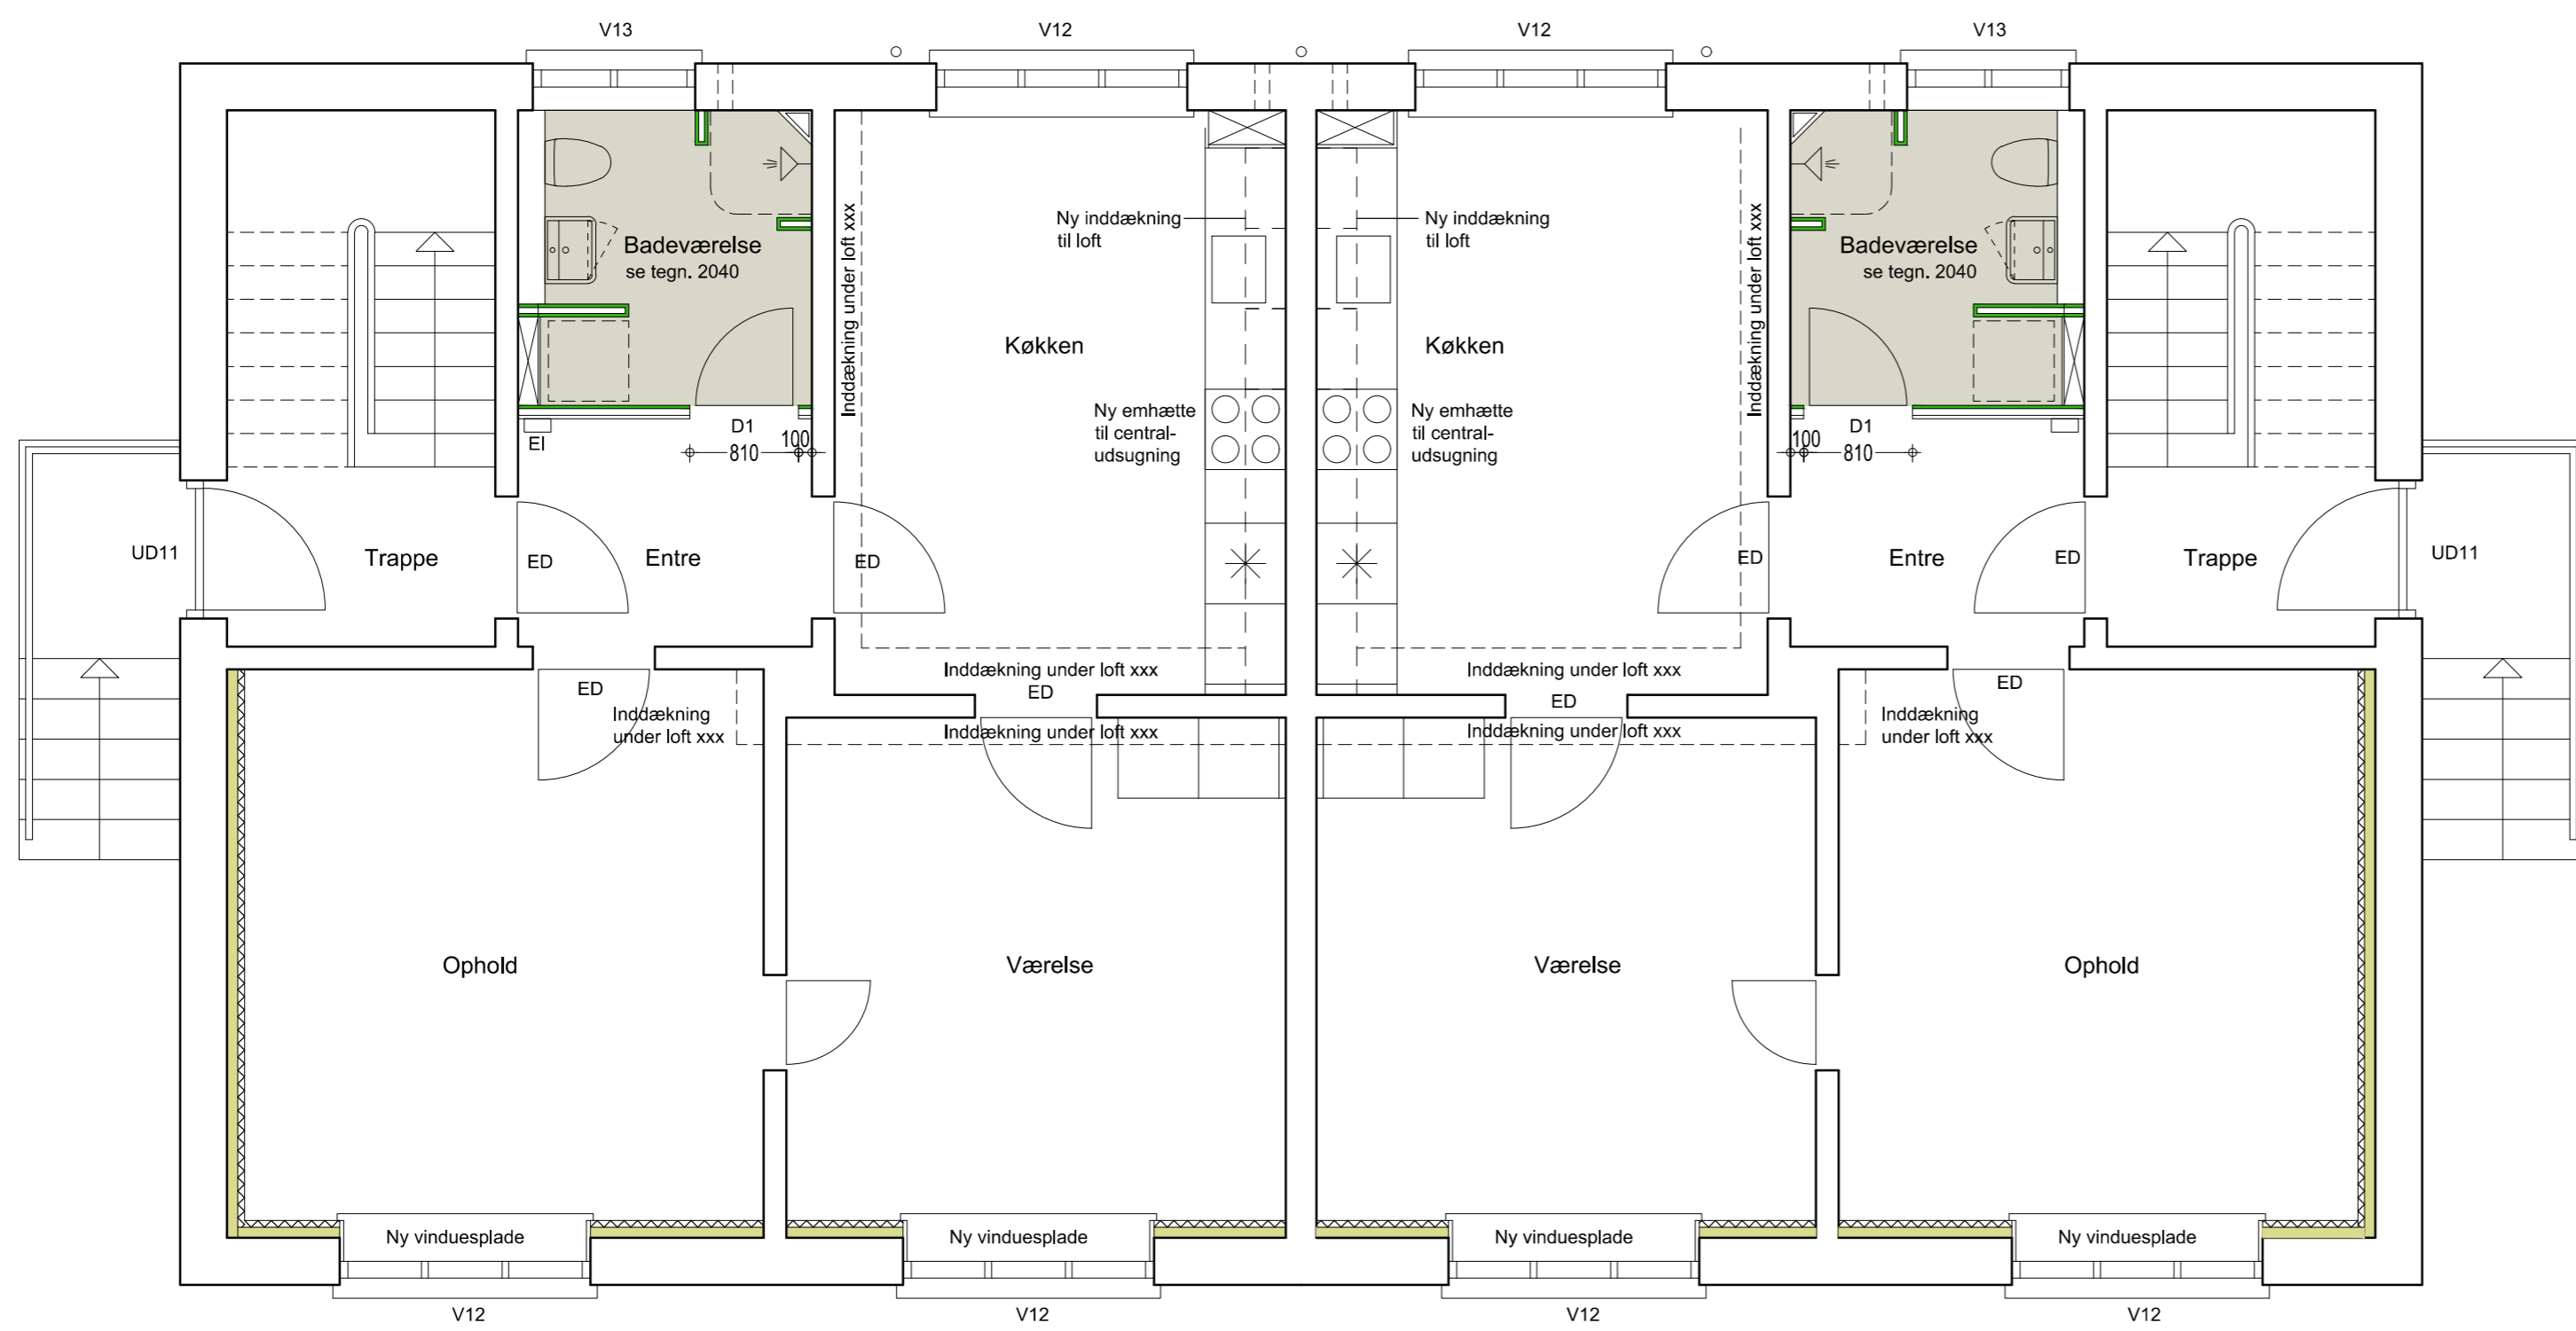 V13
V12
V12
V13
Ny inddækning
til loft
Ny inddækning
til loft
Badeværelse
se tegn. 2040
Badeværelse
se tegn. 2040
Inddækning under loft xxx
Inddækning under loft xxx
Køkken
Køkken
Ny emhætte
til central-
udsugning
Ny emhætte
til central-
udsugning
El
D1
100
810
D1
100
810
UD11
Trappe
ED
Entre
ED
ED
Entre
ED
Trappe
UD11
Inddækning under loft xxx
ED
Inddækning under loft xxx
Inddækning under loft xxx
ED
Inddækning under loft xxx
ED
Inddækning
under loft xxx
ED
Inddækning
under loft xxx
Ophold
Værelse
Værelse
Ophold
Ny vinduesplade
Ny vinduesplade
Ny vinduesplade
Ny vinduesplade
V12
V12
V12
V12